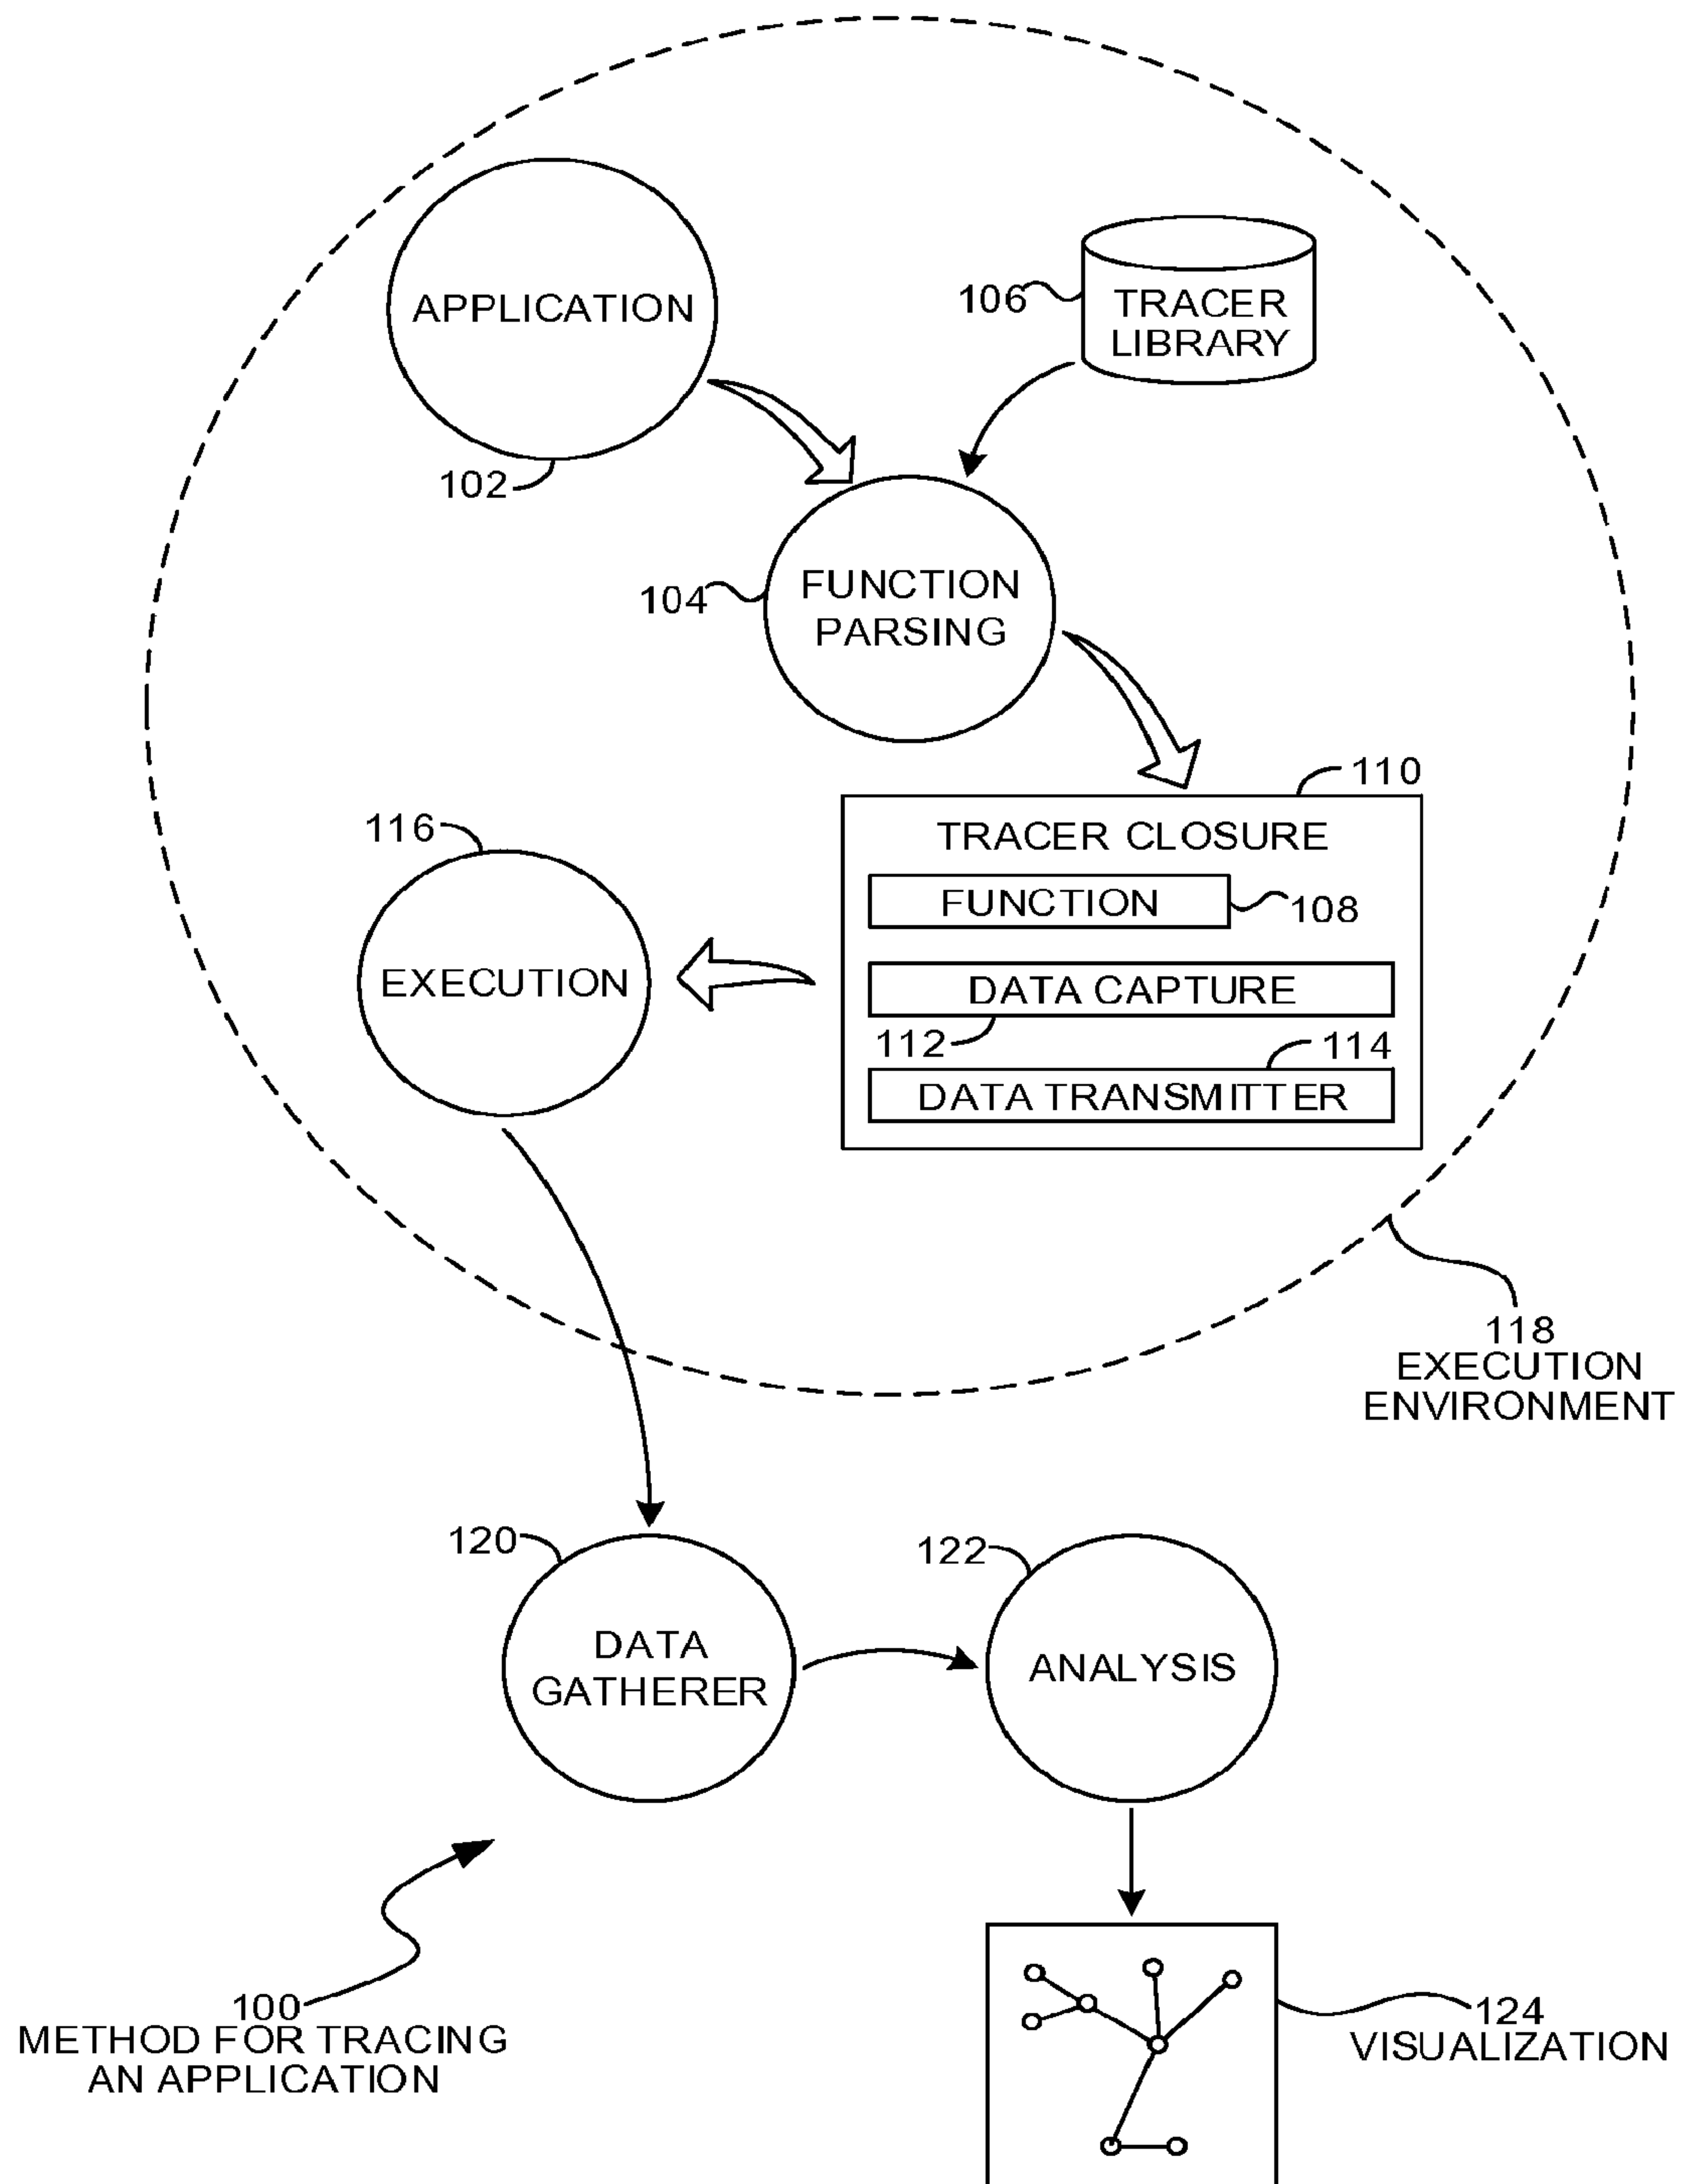 APPLICATION
102
106
TRACER
LIBRARY
104
FUNCTION
PARSING
110
TRACER CLOSURE
FUNCTION
108
DATA CAPTURE
112
114
DATA TRANSMITTER
116
EXECUTION
118
EXECUTION
ENVIRONMENT
120
DATA
GATHERER
122
ANALYSIS
100
METHOD FOR TRACING
AN APPLICATION
124
VISUALIZATION